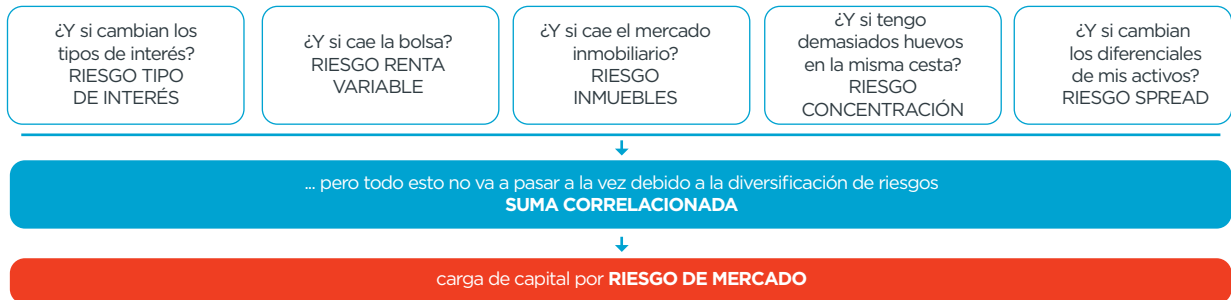 ¿Y si cambian los
tipos de interés?
RIESGO TIPO
DE INTERÉS
¿Y si cae la bolsa?
RIESGO RENTA
VARIABLE
¿Y si cae el mercado
inmobiliario?
RIESGO
INMUEBLES
¿Y si tengo
demasiados huevos
en la misma cesta?
RIESGO
CONCENTRACIÓN
¿Y si cambian
los diferenciales
de mis activos?
RIESGO SPREAD
... pero todo esto no va a pasar a la vez debido a la diversificación de riesgos
SUMA CORRELACIONADA
carga de capital por RIESGO DE MERCADO